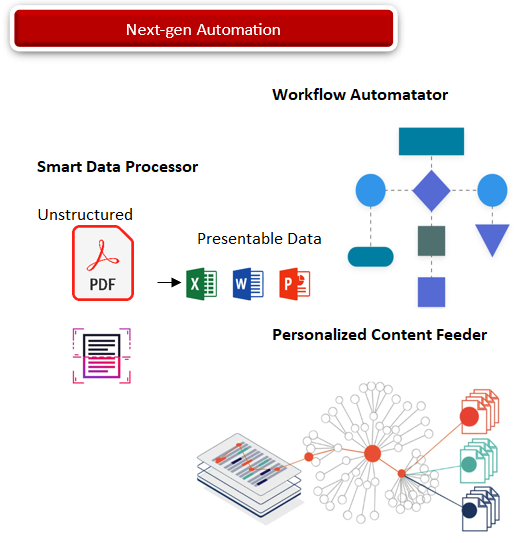 Next-gen Automation
Workflow Automatator
Smart Data Processor
Unstructured
PDF
Presentable Data
X
W
P
Personalized Content Feeder